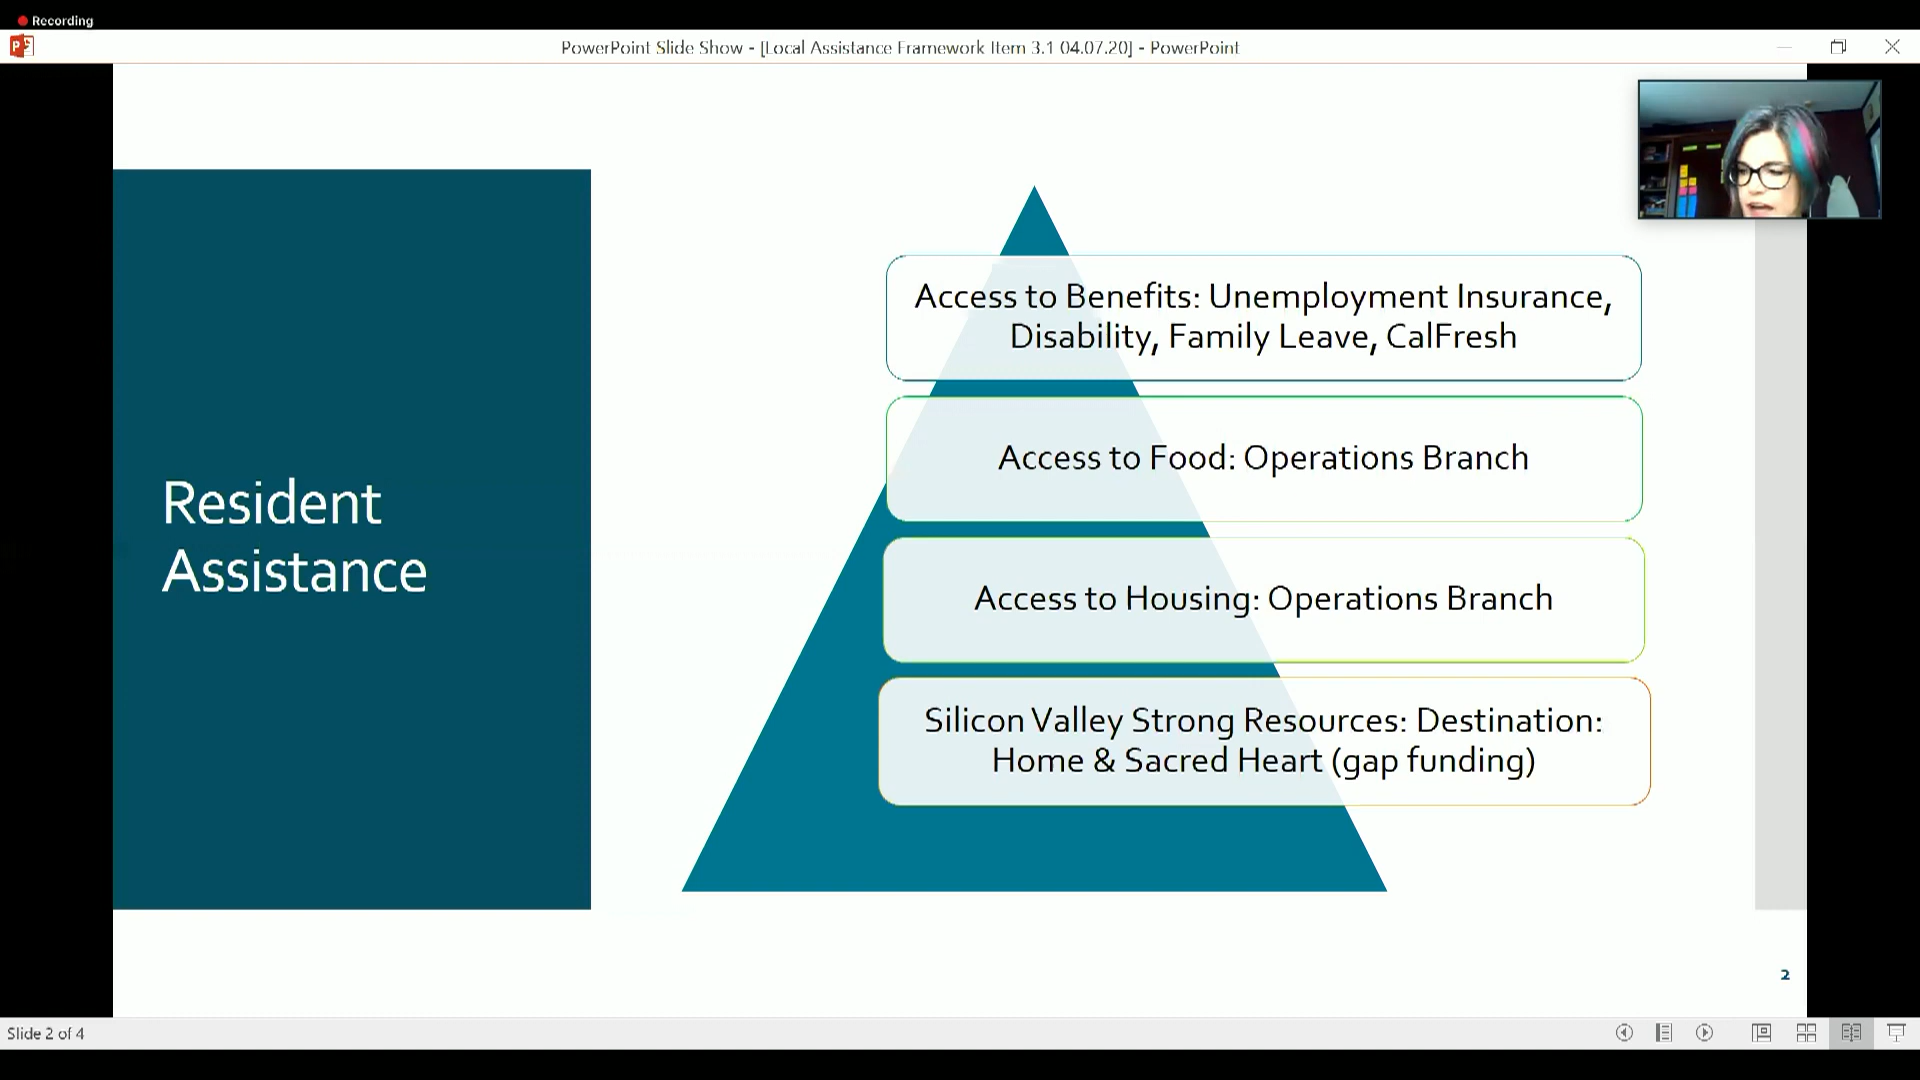 Recording
PowerPoint Slide Show - [Local Assistance Framework Item 3.1 04.07.20] - PowerPoint
Resident
Assistance
Access to Benefits: Unemployment Insurance,
Disability, Family Leave, CalFresh
Access to Food: Operations Branch
Access to Housing: Operations Branch
Silicon Valley Strong Resources: Destination:
Home & Sacred Heart (gap funding)
2
Slide 2 of 4